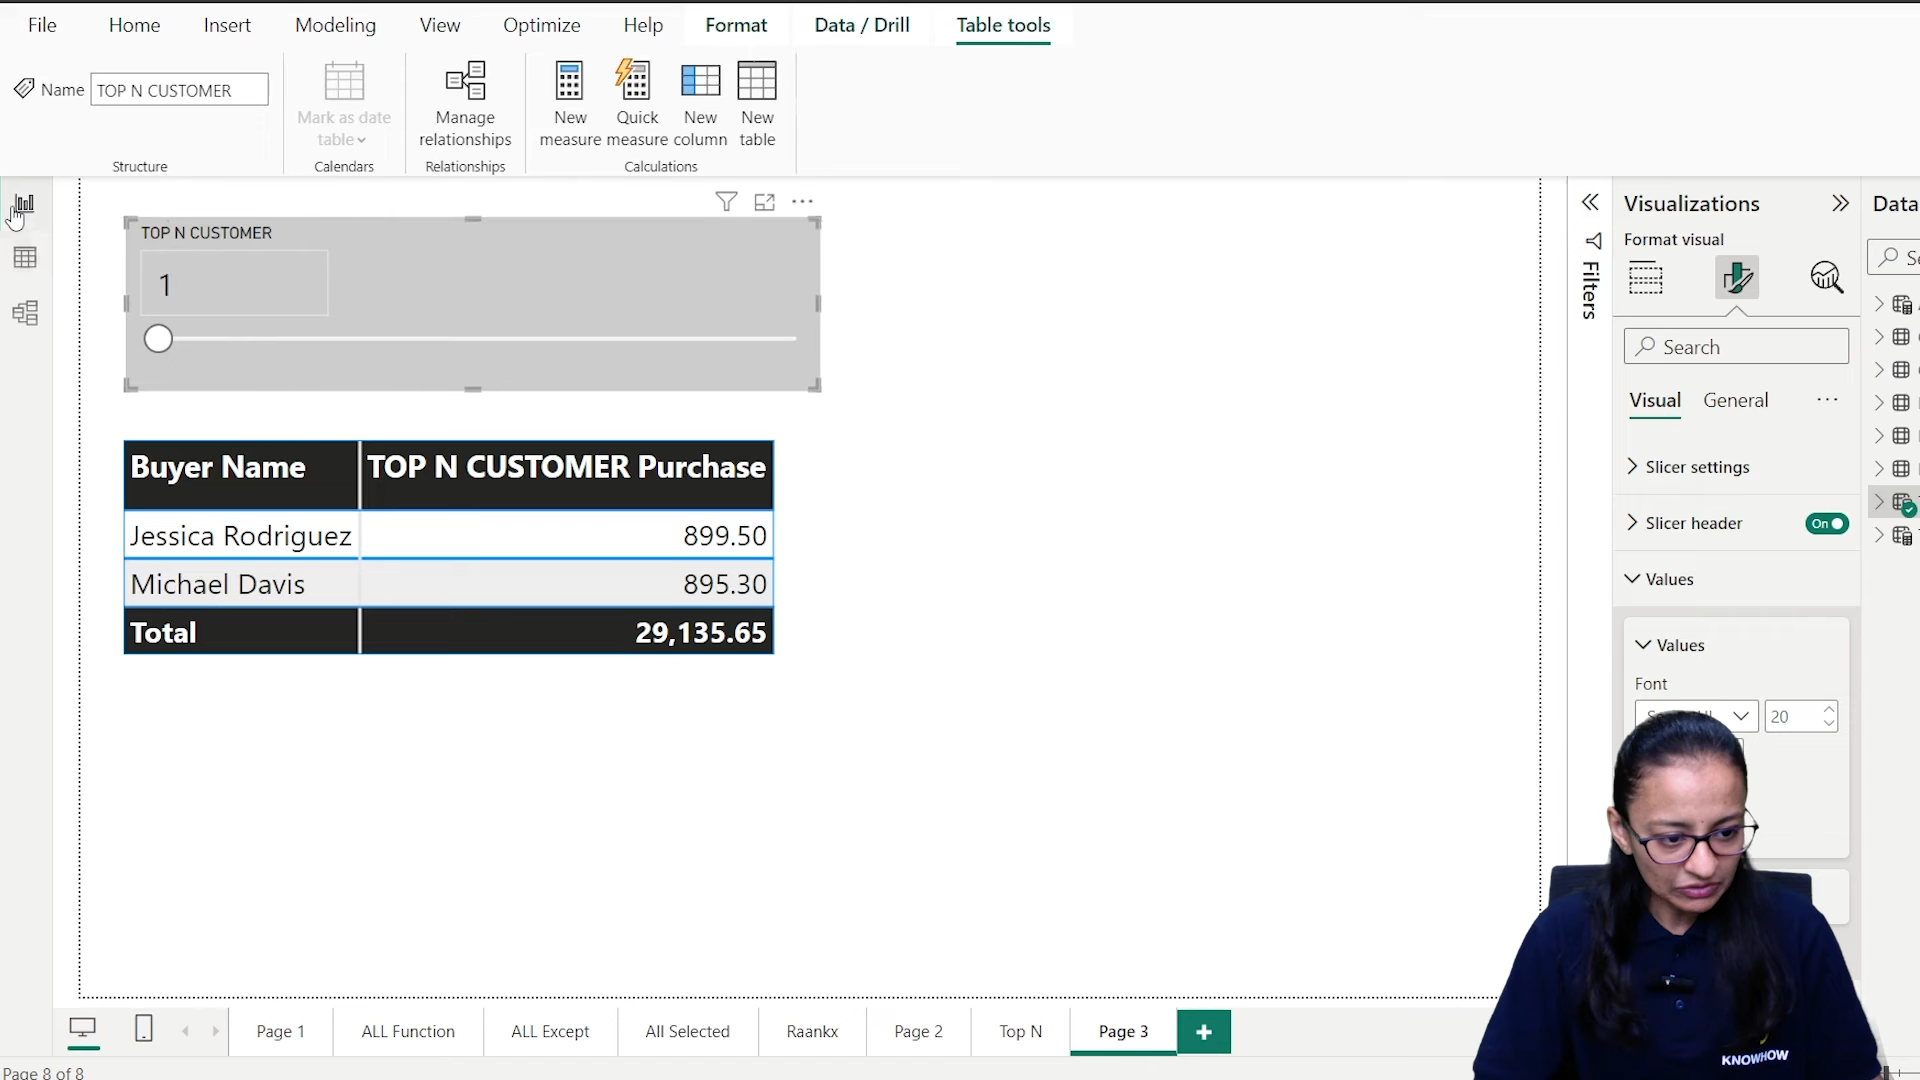 File Home Insert Modeling View Optimize Help Format Data / Drill Table tools
Name TOP N CUSTOMER
Mark as date table
Manage relationships
New measure
Quick measure
New column
New table
Structure Calendars Relationships Calculations
TOP N CUSTOMER
1
Buyer Name TOP N CUSTOMER Purchase
Jessica Rodriguez 899.50
Michael Davis 895.30
Total 29,135.65
Filters
Visualizations
Format visual
Search
Visual General
Slicer settings
Slicer header On
Values
Values
Font
20
Data
Page 1 ALL Function ALL Except All Selected Raankx Page 2 Top N Page 3
Page 8 of 8
KNOWHOW